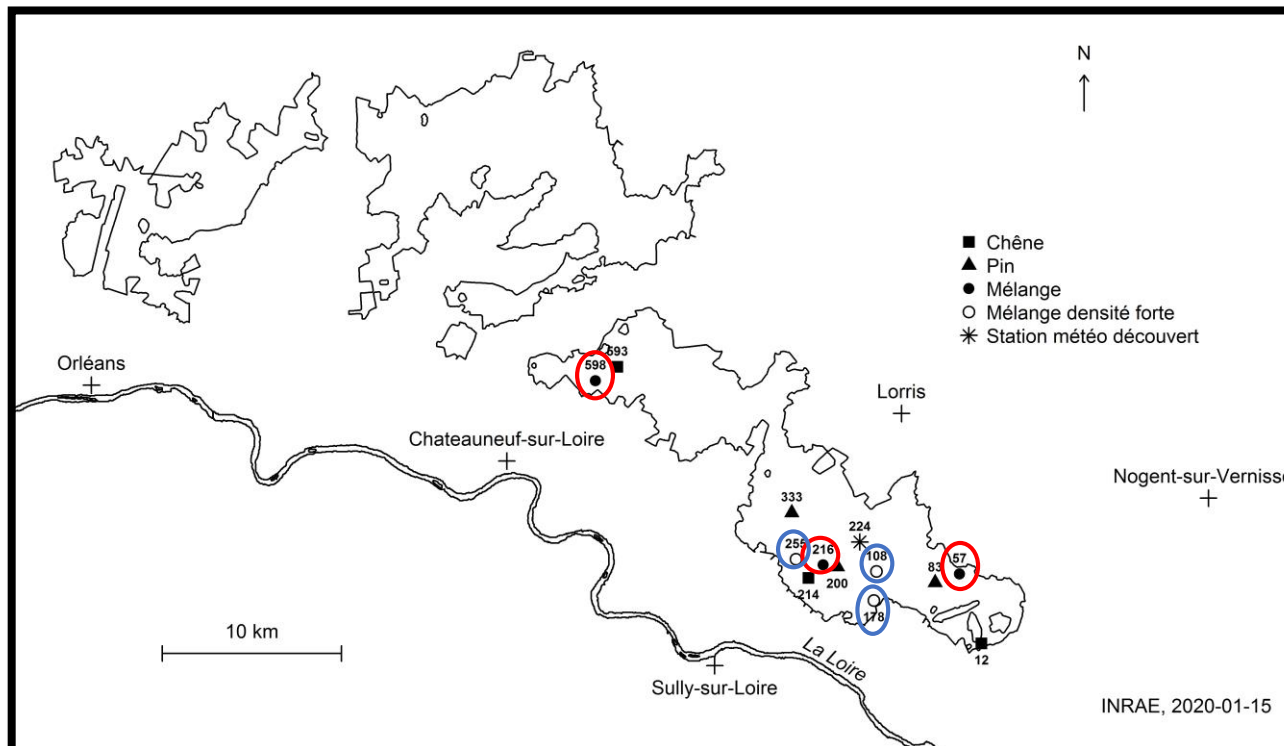 N
Chêne
Pin
Mélange
Mélange densité forte
Station météo découvert
593
598
Orléans
Lorris
Chateauneuf-sur-Loire
Nogent-sur-Vernisse
333
224
255
216
108
57
83
200
214
178
10 km
La Loire
12
Sully-sur-Loire
INRAE, 2020-01-15